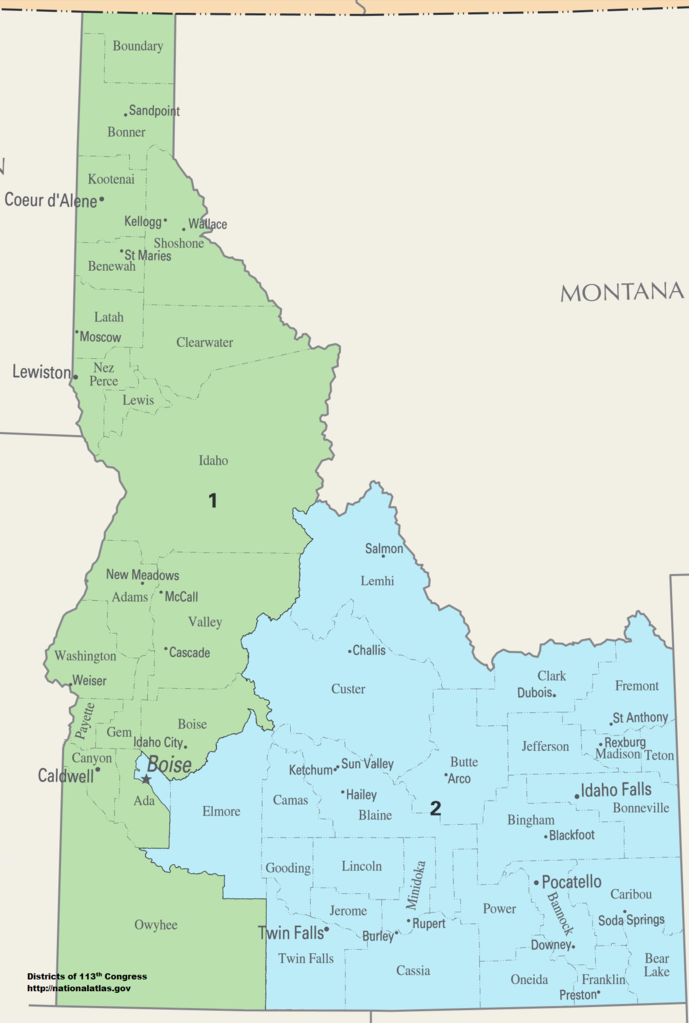 Boundary
Sandpoint
Bonner
N
Kootenai
Coeur d'Alene
Kellogg
Wallace
Shoshone
St Maries
Benewah
MONTANA
Latah
Moscow
Clearwater
Lewiston
Nez
Perce
Lewis
Idaho
1
Salmon
New Meadows
Lemhi
Adams
McCall
Valley
Challis
Cascade
Washington
Weiser
Custer
Clark
Dubois
Fremont
Payette
Gem
Boise
St Anthony
Idaho City
Jefferson
Rexburg
Madison
Teton
Canyon
Boise
Caldwell
Ketchum
Sun Valley
Butte
Arco
Ada
Elmore
Camas
Hailey
Blaine
2
Idaho Falls
Bonneville
Bingham
Blackfoot
Gooding
Lincoln
Minidoka
Pocatello
Caribou
Jerome
Power
Bannock
Soda Springs
Owyhee
Twin Falls
Burley
Rupert
Downey
Twin Falls
Cassia
Bear
Lake
Oneida
Franklin
Preston
Districts of 113th Congress
http://nationalatlas.gov